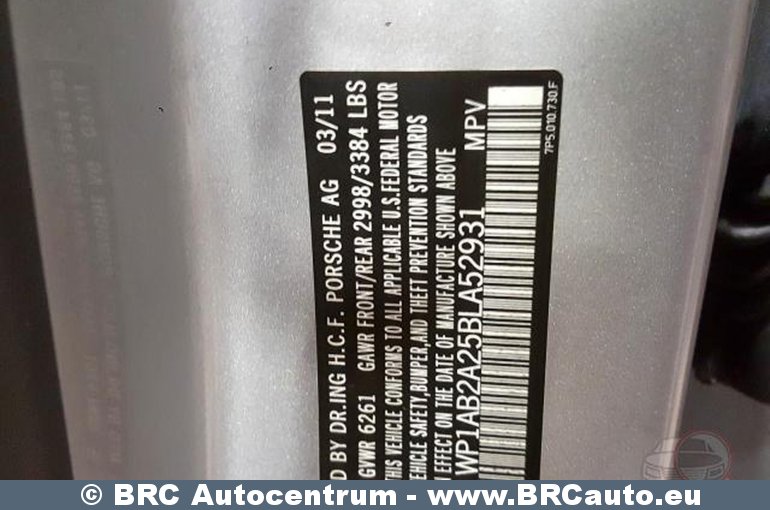 D BY DR.ING H.C.F. PORSCHE AG 03/11
GVWR 6261 GAWR FRONT/REAR 2998/3384 LBS
THIS VEHICLE CONFORMS TO ALL APPLICABLE U.S.FEDERAL MOTOR
VEHICLE SAFETY,BUMPER,AND THEFT PREVENTION STANDARDS
N EFFECT ON THE DATE OF MANUFACTURE SHOWN ABOVE
WP1AB2A25BLA52931 MPV
7P5.010.730.F
© BRC Autocentrum - www.BRCauto.eu